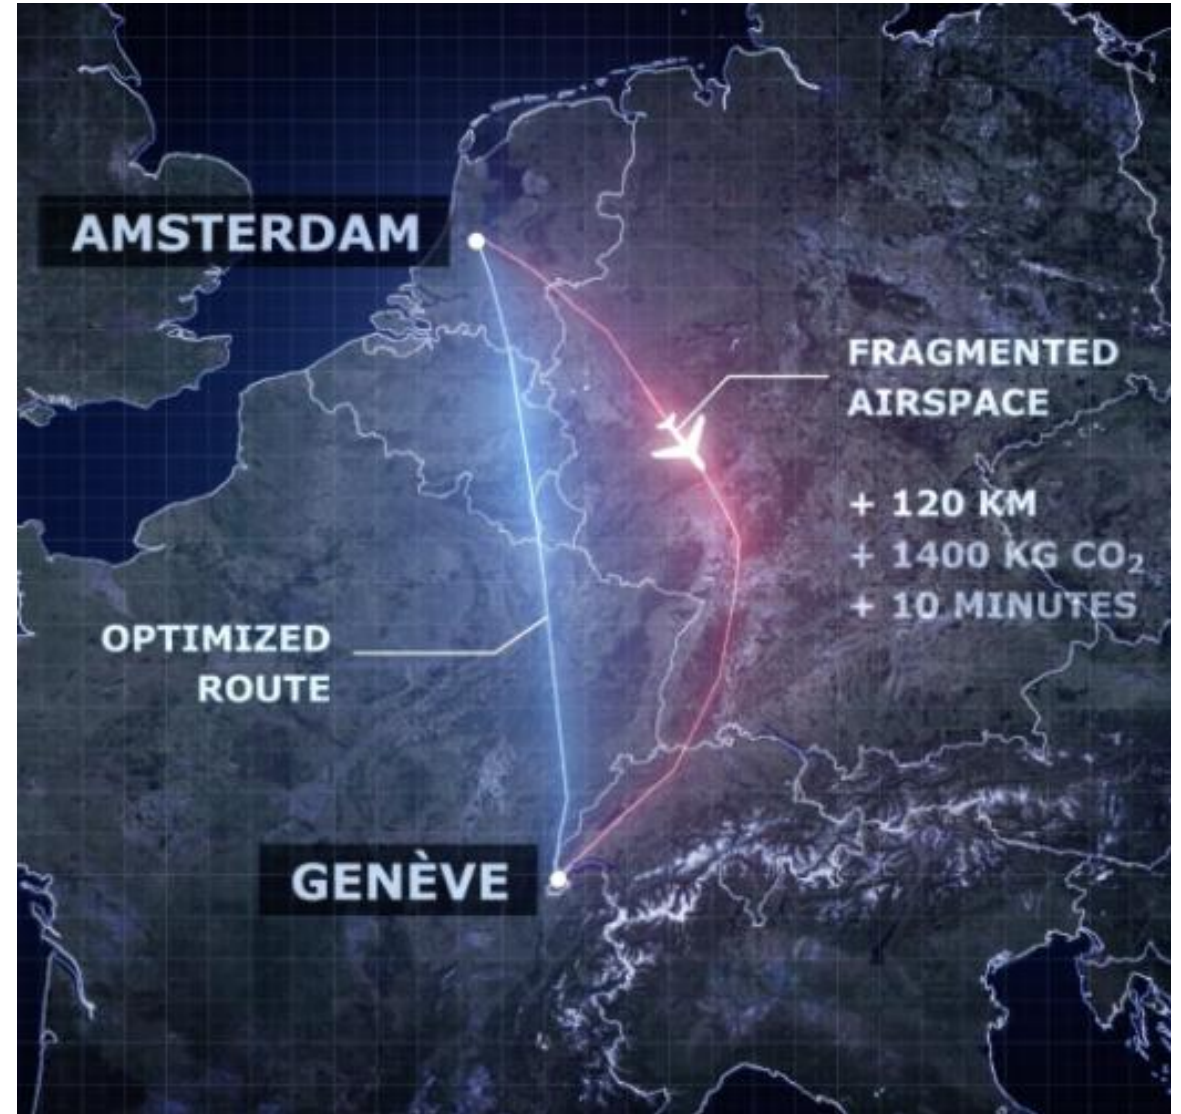 AMSTERDAM
FRAGMENTED
AIRSPACE
+ 120 KM
+ 1400 KG CO₂
+ 10 MINUTES
OPTIMIZED
ROUTE
GENÈVE